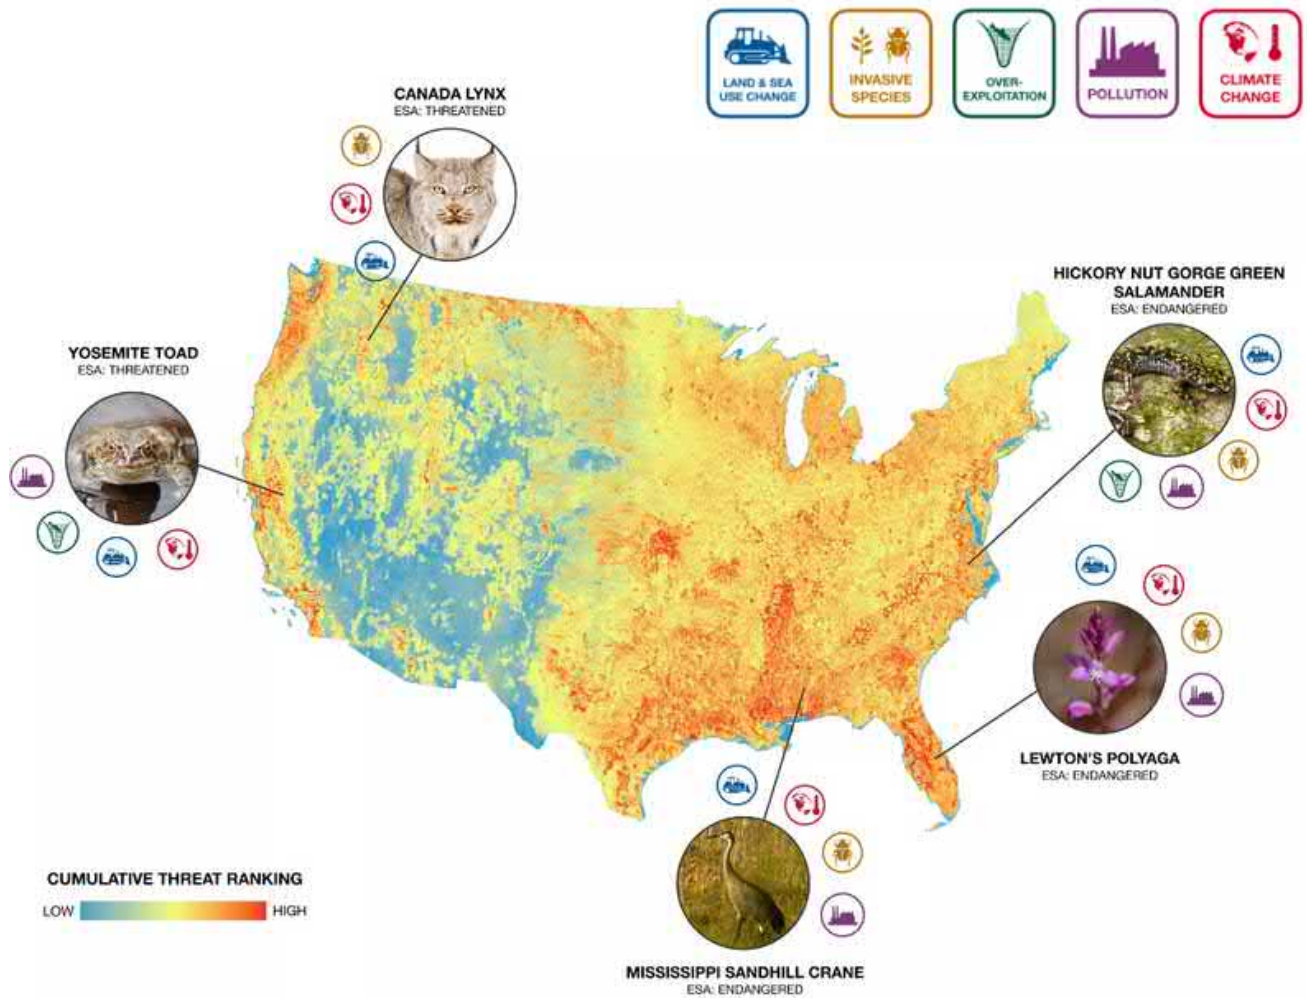 LAND & SEA
USE CHANGE
INVASIVE
SPECIES
OVER-
EXPLOITATION
POLLUTION
CLIMATE
CHANGE
CANADA LYNX
ESA: THREATENED
HICKORY NUT GORGE GREEN
SALAMANDER
ESA: ENDANGERED
YOSEMITE TOAD
ESA: THREATENED
LEWTON'S POLYAGA
ESA: ENDANGERED
CUMULATIVE THREAT RANKING
LOW
HIGH
MISSISSIPPI SANDHILL CRANE
ESA: ENDANGERED